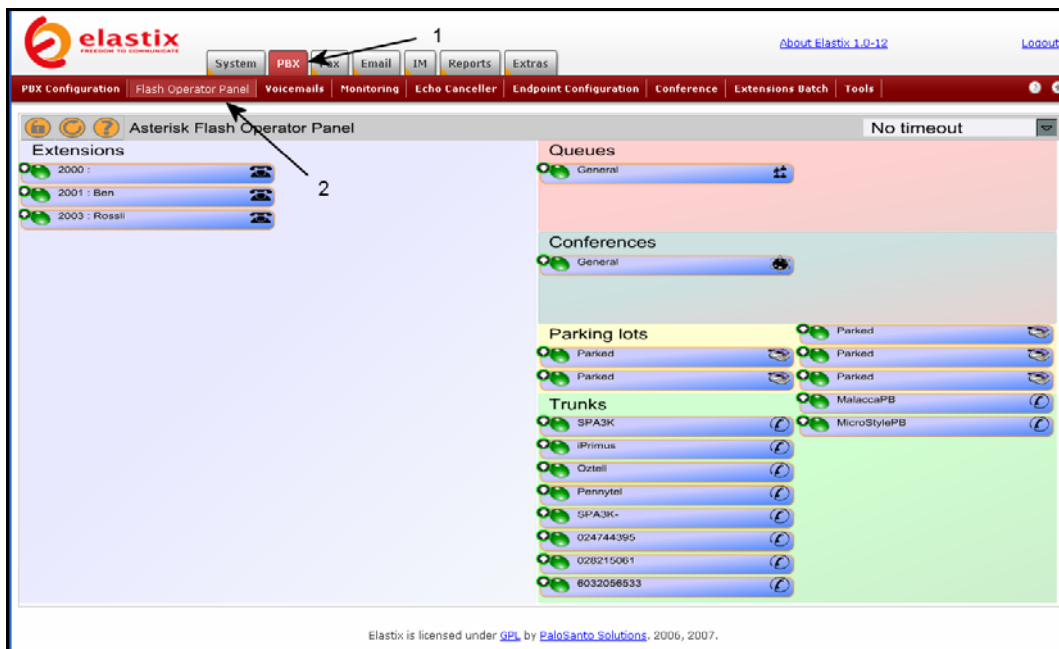 elastix
FREEDOM TO COMMUNICATE
1
About Elastix 1.0-12
Logout
System PBX Fax Email IM Reports Extras
PBX Configuration Flash Operator Panel Voicemails Monitoring Echo Canceller Endpoint Configuration Conference Extensions Batch Tools
Asterisk Flash Operator Panel
No timeout
2
Extensions
2000 :
2001 : Ben
2003 : Rossli
Queues
General
Conferences
General
Parking lots
Parked
Parked
Parked
Parked
Parked
Trunks
MalaccaPB
SPA3K
MicroStylePB
iPrimus
Oztell
Pennytel
SPA3K-
024744395
028215061
6032056533
Elastix is licensed under GPL by PaloSanto Solutions. 2006, 2007.